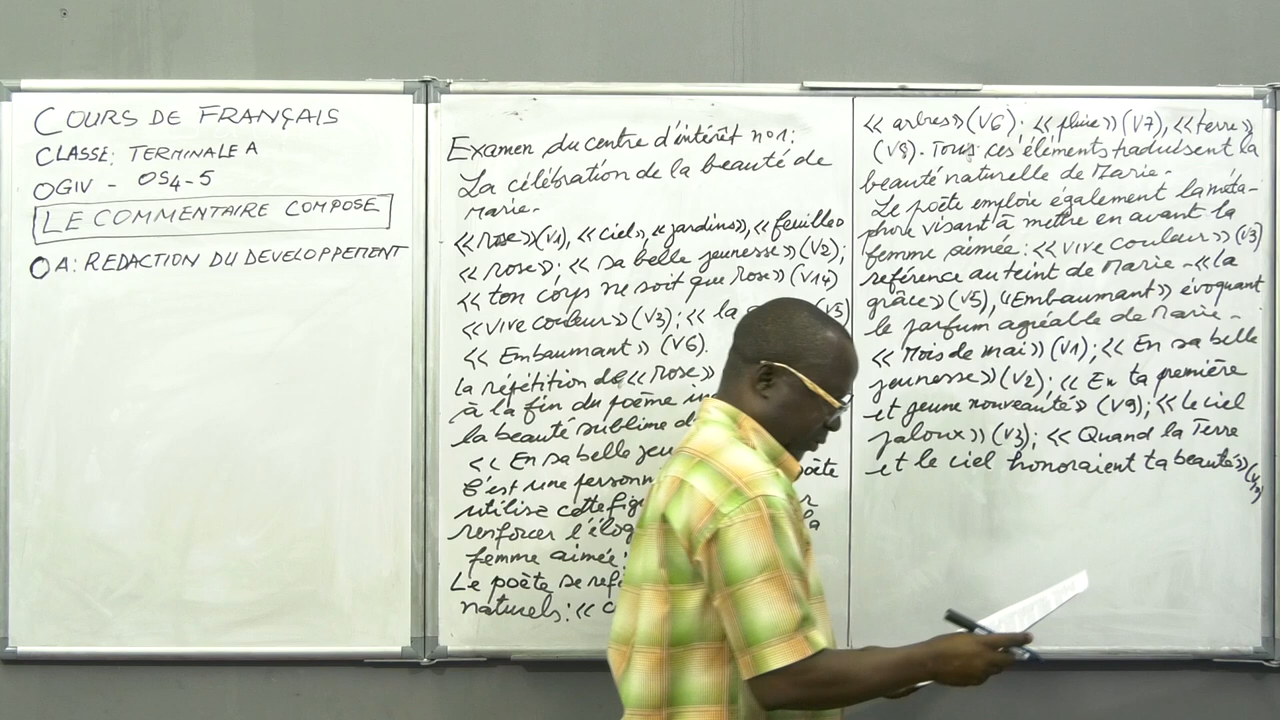 COURS DE FRANÇAIS
CLASSE: TERMINALE A
OGIV - OS4-5
LE COMMENTAIRE COMPOSE
OA: REDACTION DU DEVELOPPEMENT
Examen du centre d'intérêt no1:
La célébration de la beauté de
Marie.
<< rose>>(V1), << ciel>>, << jardins>>, <<feuilles
<< rose>>; << sa belle jeunesse>> (V2);
<< ton corps ne soit que rose>> (V14)
<<vive couleur>> (V3); << la (V5)
<< Embaumant>> (V6).
la répétition de << rose>>
à la fin du poème
la beauté sublime
<< En sa belle
C'est une poète
utilise cette
renforcer la
femme aimée:
Le poète se
naturels: <<
<< arbres>> (V6); << pluie>> (V7), <<terre>>
(V8). Tous ces éléments traduisent la
beauté naturelle de Marie.
Le poète emploie également la méta-
phore visant à mettre en avant la
femme aimée: <<vive couleur>> (V3)
référence au teint de Marie - <<la
grâce>> (V5), <<Embaumant>> évoquant
le parfum agréable de Marie -
<< Mois de mai>> (V1); << En sa belle
jeunesse>> (V2); << En ta première
et jeune nouveauté>> (V9); << le ciel
jaloux>> (V3); << Quand la Terre
et le ciel honoraient ta beauté>>